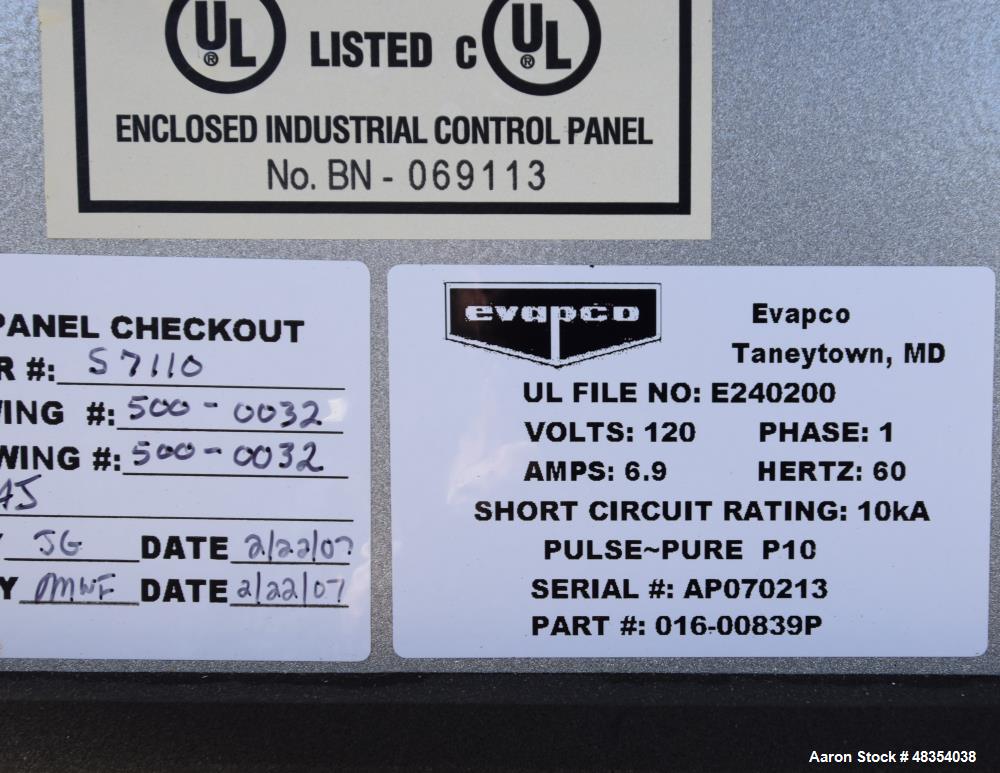 UL ® LISTED C UL ®
ENCLOSED INDUSTRIAL CONTROL PANEL
No. BN - 069113
PANEL CHECKOUT
R #: S7110
WING #: 500-0032
WING #: 500-0032
AJ
Y JG DATE 2/22/07
Y DATE 2/22/07
evapco
Evapco
Taneytown, MD
UL FILE NO: E240200
VOLTS: 120 PHASE: 1
AMPS: 6.9 HERTZ: 60
SHORT CIRCUIT RATING: 10kA
PULSE~PURE P10
SERIAL #: AP070213
PART #: 016-00839P
Aaron Stock # 48354038